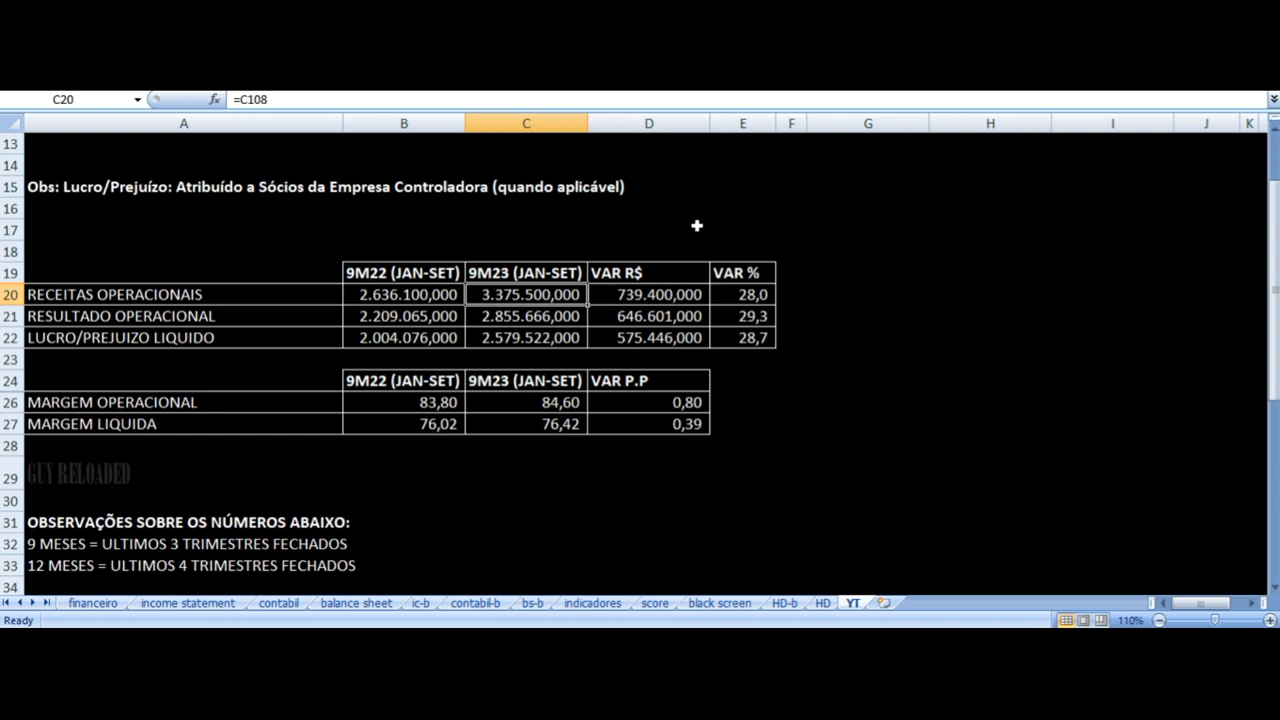 C20 fx =C108
A B C D E F G H I J K
13
14
15 Obs: Lucro/Prejuízo: Atribuído a Sócios da Empresa Controladora (quando aplicável)
16
17
18
19 9M22 (JAN-SET) 9M23 (JAN-SET) VAR R$ VAR %
20 RECEITAS OPERACIONAIS 2.636.100,000 3.375.500,000 739.400,000 28,0
21 RESULTADO OPERACIONAL 2.209.065,000 2.855.666,000 646.601,000 29,3
22 LUCRO/PREJUIZO LIQUIDO 2.004.076,000 2.579.522,000 575.446,000 28,7
23
24 9M22 (JAN-SET) 9M23 (JAN-SET) VAR P.P
26 MARGEM OPERACIONAL 83,80 84,60 0,80
27 MARGEM LIQUIDA 76,02 76,42 0,39
28
29 GUY RELOADED
30
31 OBSERVAÇÕES SOBRE OS NÚMEROS ABAIXO:
32 9 MESES = ULTIMOS 3 TRIMESTRES FECHADOS
33 12 MESES = ULTIMOS 4 TRIMESTRES FECHADOS
34
financeiro income statement contabil balance sheet ic-b contabil-b bs-b indicadores score black screen HD-b HD YT
Ready 110%